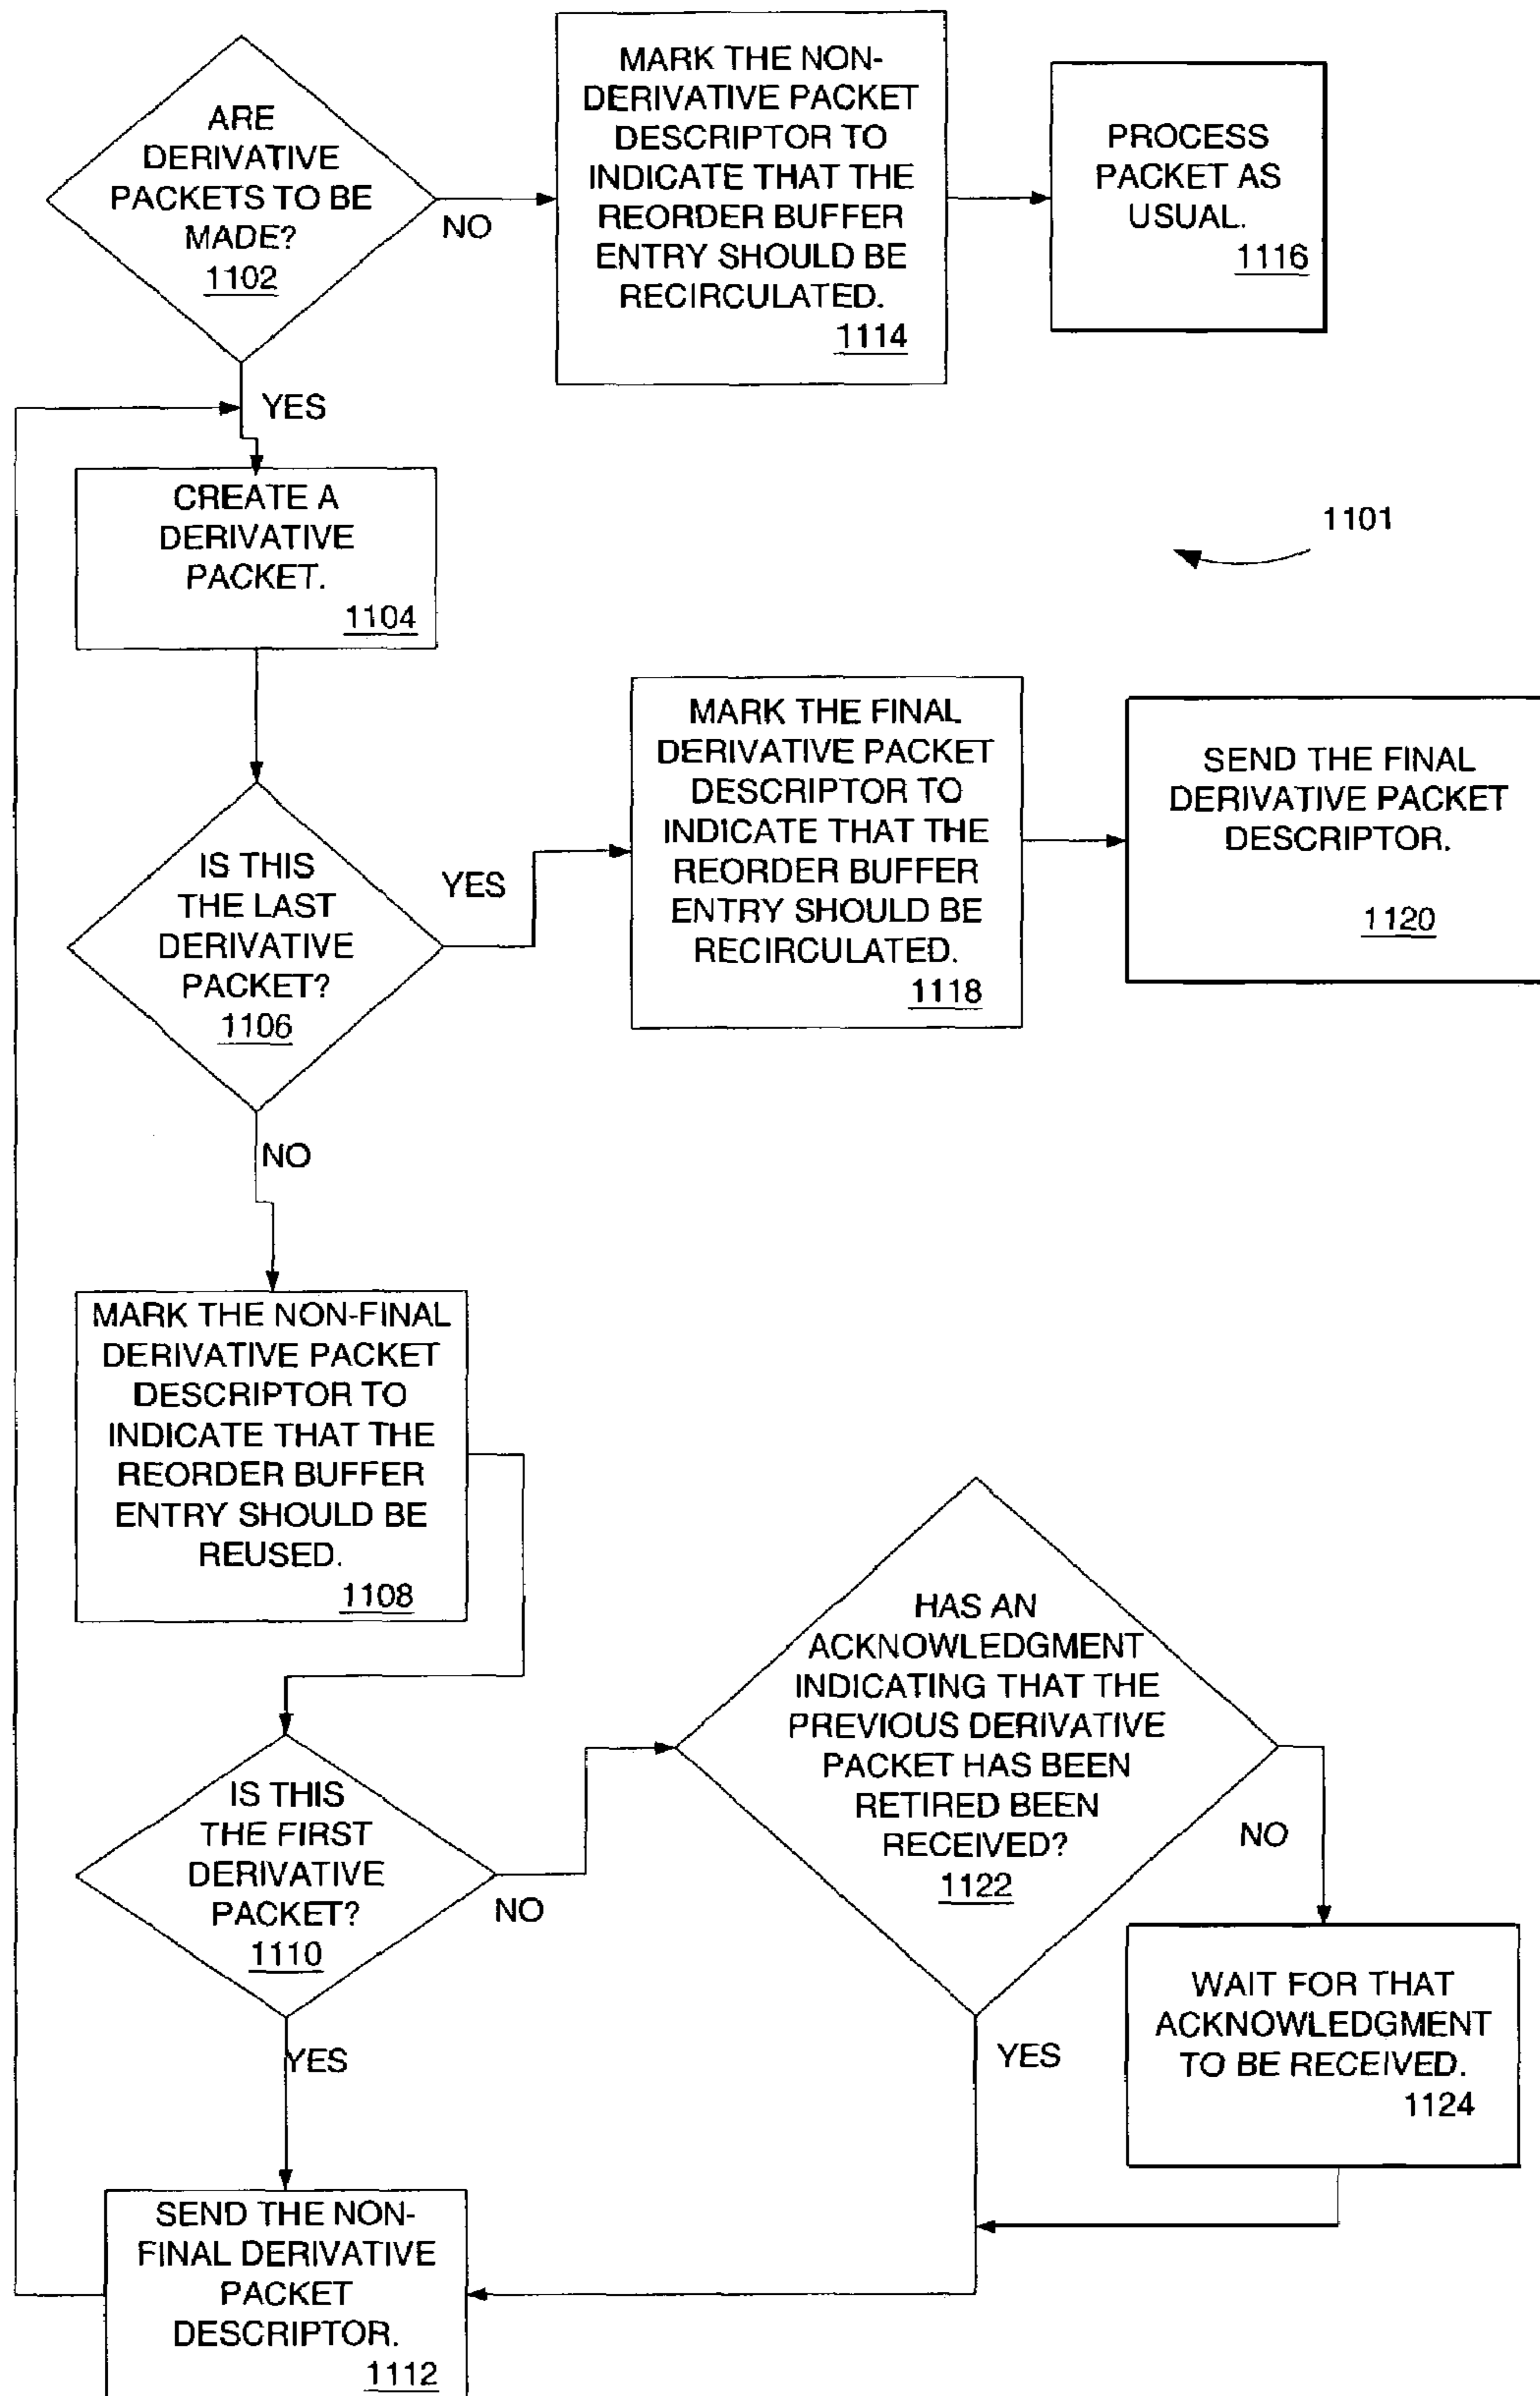 ARE
DERIVATIVE
PACKETS TO BE
MADE?
1102
NO
MARK THE NON-
DERIVATIVE PACKET
DESCRIPTOR TO
INDICATE THAT THE
REORDER BUFFER
ENTRY SHOULD BE
RECIRCULATED.
1114
PROCESS
PACKET AS
USUAL.
1116
YES
CREATE A
DERIVATIVE
PACKET.
1104
1101
IS THIS
THE LAST
DERIVATIVE
PACKET?
1106
YES
MARK THE FINAL
DERIVATIVE PACKET
DESCRIPTOR TO
INDICATE THAT THE
REORDER BUFFER
ENTRY SHOULD BE
RECIRCULATED.
1118
SEND THE FINAL
DERIVATIVE PACKET
DESCRIPTOR.
1120
NO
MARK THE NON-FINAL
DERIVATIVE PACKET
DESCRIPTOR TO
INDICATE THAT THE
REORDER BUFFER
ENTRY SHOULD BE
REUSED.
1108
IS THIS
THE FIRST
DERIVATIVE
PACKET?
1110
NO
HAS AN
ACKNOWLEDGMENT
INDICATING THAT THE
PREVIOUS DERIVATIVE
PACKET HAS BEEN
RETIRED BEEN
RECEIVED?
1122
NO
WAIT FOR THAT
ACKNOWLEDGMENT
TO BE RECEIVED.
1124
YES
YES
SEND THE NON-
FINAL DERIVATIVE
PACKET
DESCRIPTOR.
1112